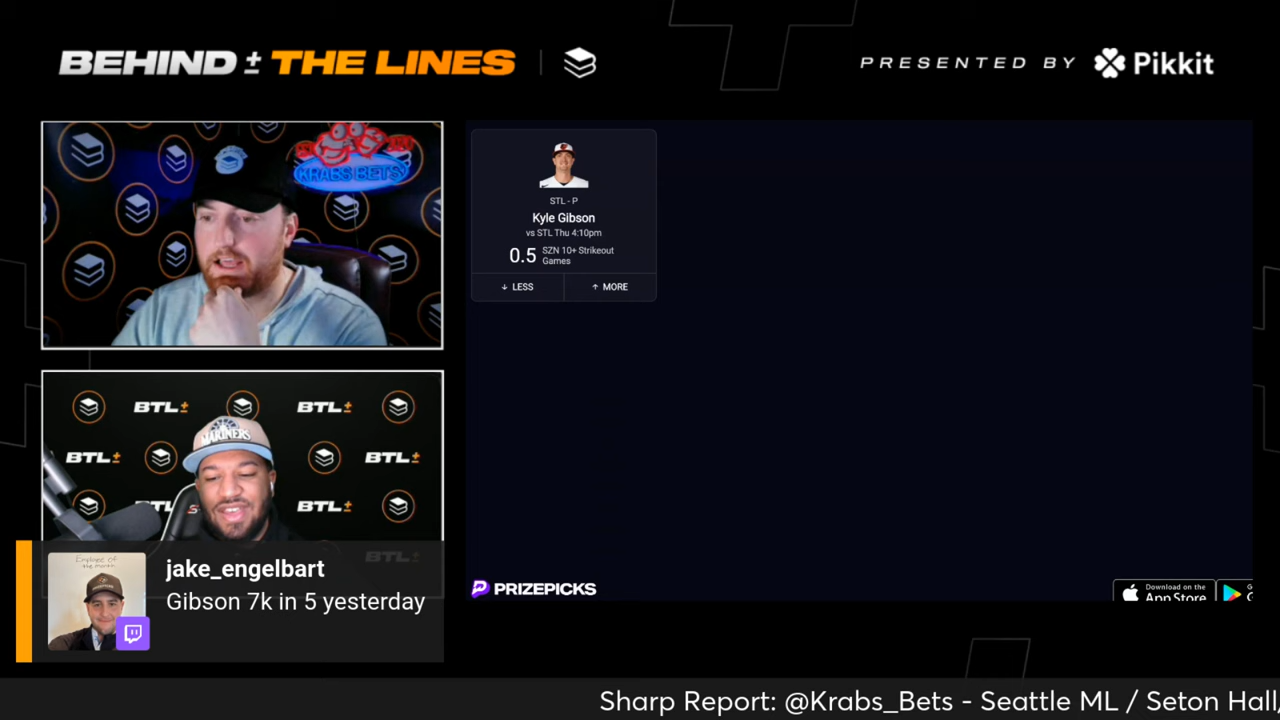 BEHIND ± THE LINES
PRESENTED BY Pikkit
KRABS BETS
STL - P
Kyle Gibson
vs STL Thu 4:10pm
0.5 SZN 10+ Strikeout
Games
↓ LESS ↑ MORE
MARINERS
BTL± BTL±
BTL± BTL±
BTL±
BTL±
jake_engelbart
Gibson 7k in 5 yesterday
PRIZEPICKS
Download on the
App Store
Sharp Report: @Krabs_Bets - Seattle ML / Seton Hall/